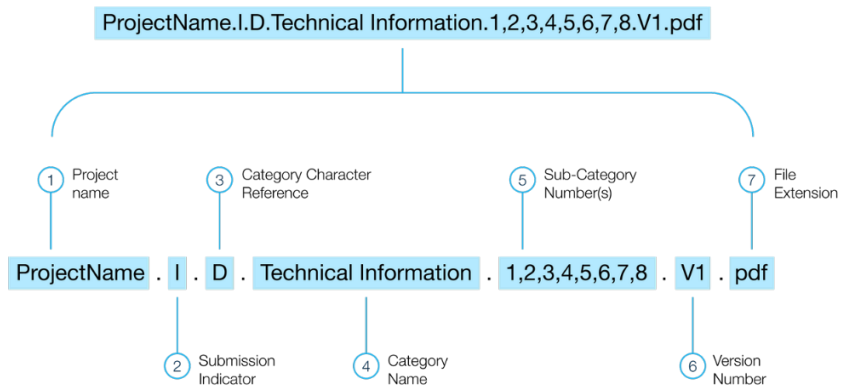 ProjectName.I.D.Technical Information.1,2,3,4,5,6,7,8.V1.pdf
1 Project name
3 Category Character Reference
5 Sub-Category Number(s)
7 File Extension
ProjectName . I . D . Technical Information . 1,2,3,4,5,6,7,8 . V1 . pdf
2 Submission Indicator
4 Category Name
6 Version Number